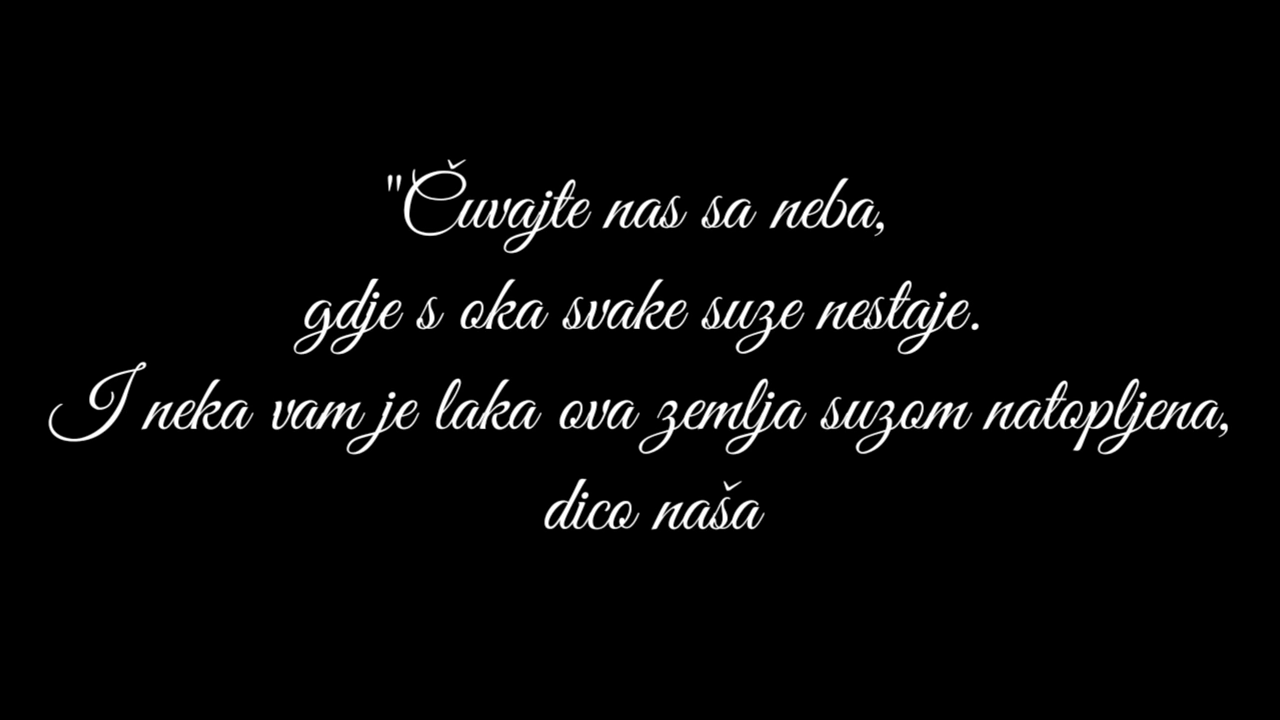 "Čuvajte nas sa neba,
gdje s oka svake suze nestaje.
I neka vam je laka ova zemlja suzom natopljena,
dico naša